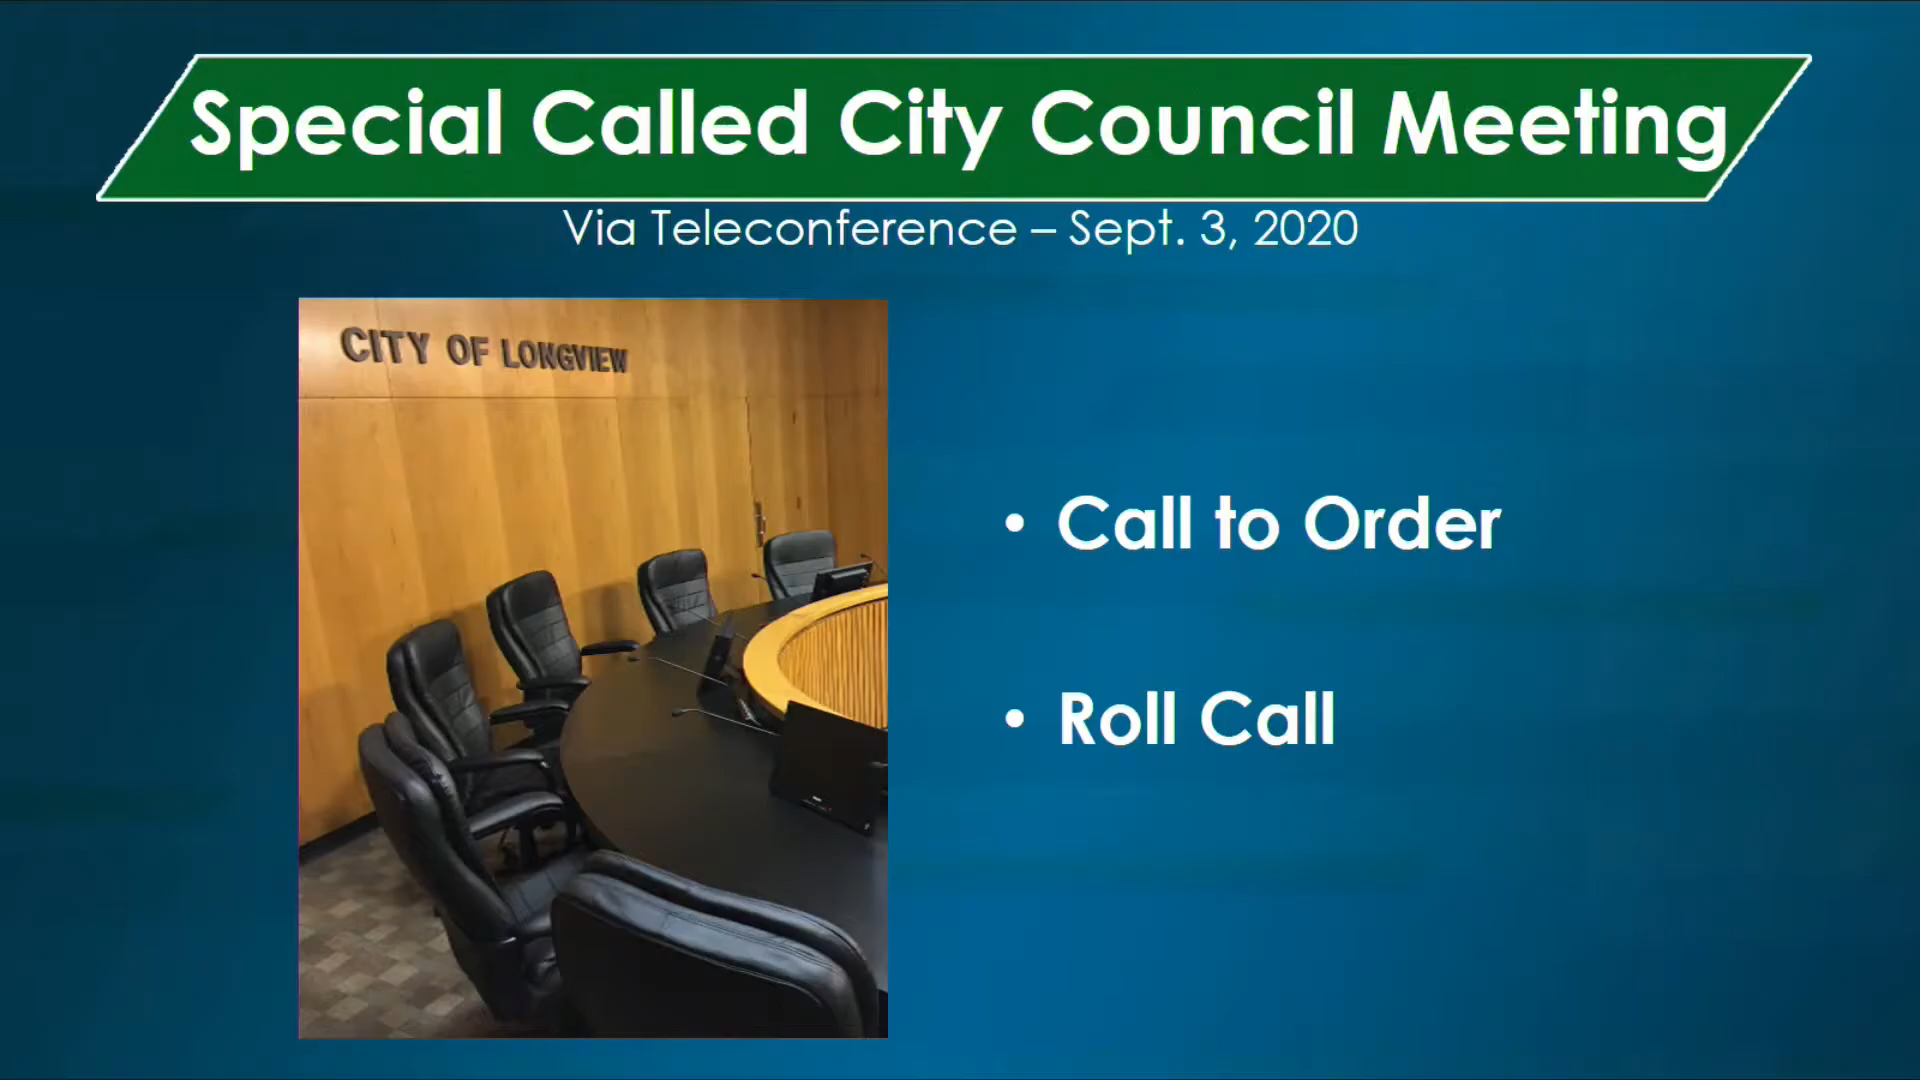 Special Called City Council Meeting
Via Teleconference – Sept. 3, 2020
CITY OF LONGVIEW
• Call to Order
• Roll Call